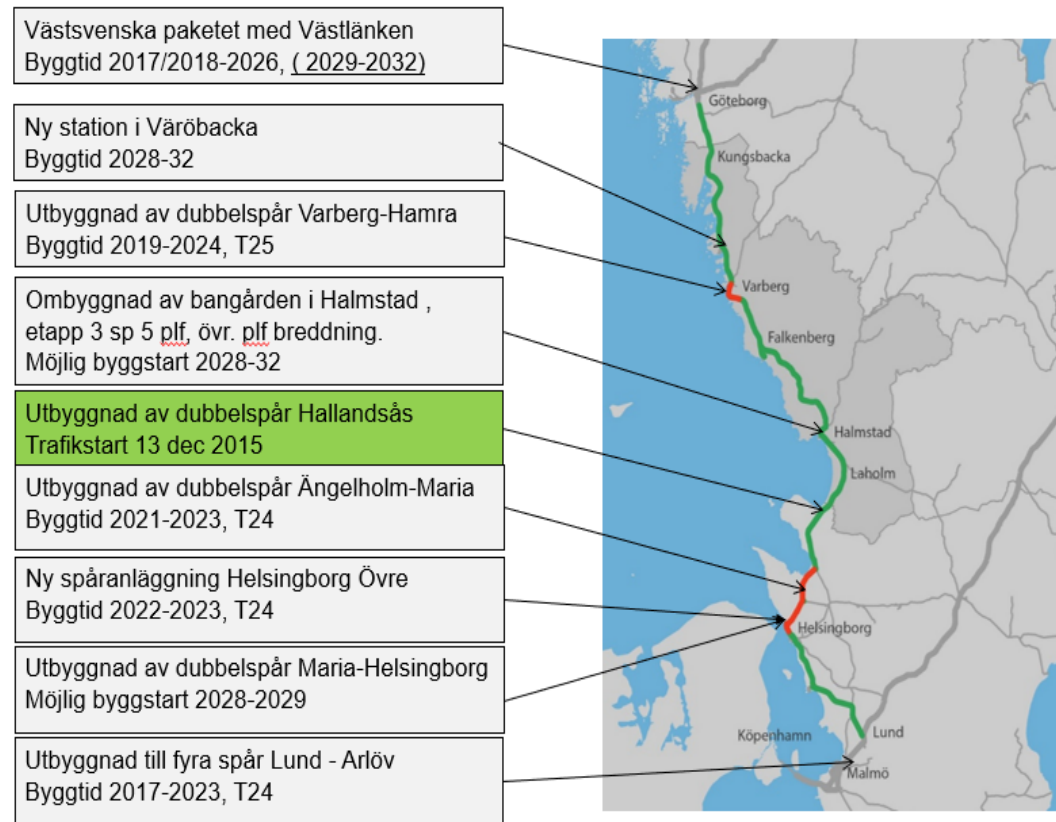 Västsvenska paketet med Västlänken
Byggtid 2017/2018-2026, ( 2029-2032)
Ny station i Väröbacka
Byggtid 2028-32
Utbyggnad av dubbelspår Varberg-Hamra
Byggtid 2019-2024, T25
Ombyggnad av bangården i Halmstad ,
etapp 3 sp 5 plf, övr. plf breddning.
Möjlig byggstart 2028-32
Utbyggnad av dubbelspår Hallandsås
Trafikstart 13 dec 2015
Utbyggnad av dubbelspår Ängelholm-Maria
Byggtid 2021-2023, T24
Ny spåranläggning Helsingborg Övre
Byggtid 2022-2023, T24
Utbyggnad av dubbelspår Maria-Helsingborg
Möjlig byggstart 2028-2029
Utbyggnad till fyra spår Lund - Arlöv
Byggtid 2017-2023, T24
Göteborg
Kungsbacka
Varberg
Falkenberg
Halmstad
Laholm
Helsingborg
Köpenhamn
Lund
Malmö